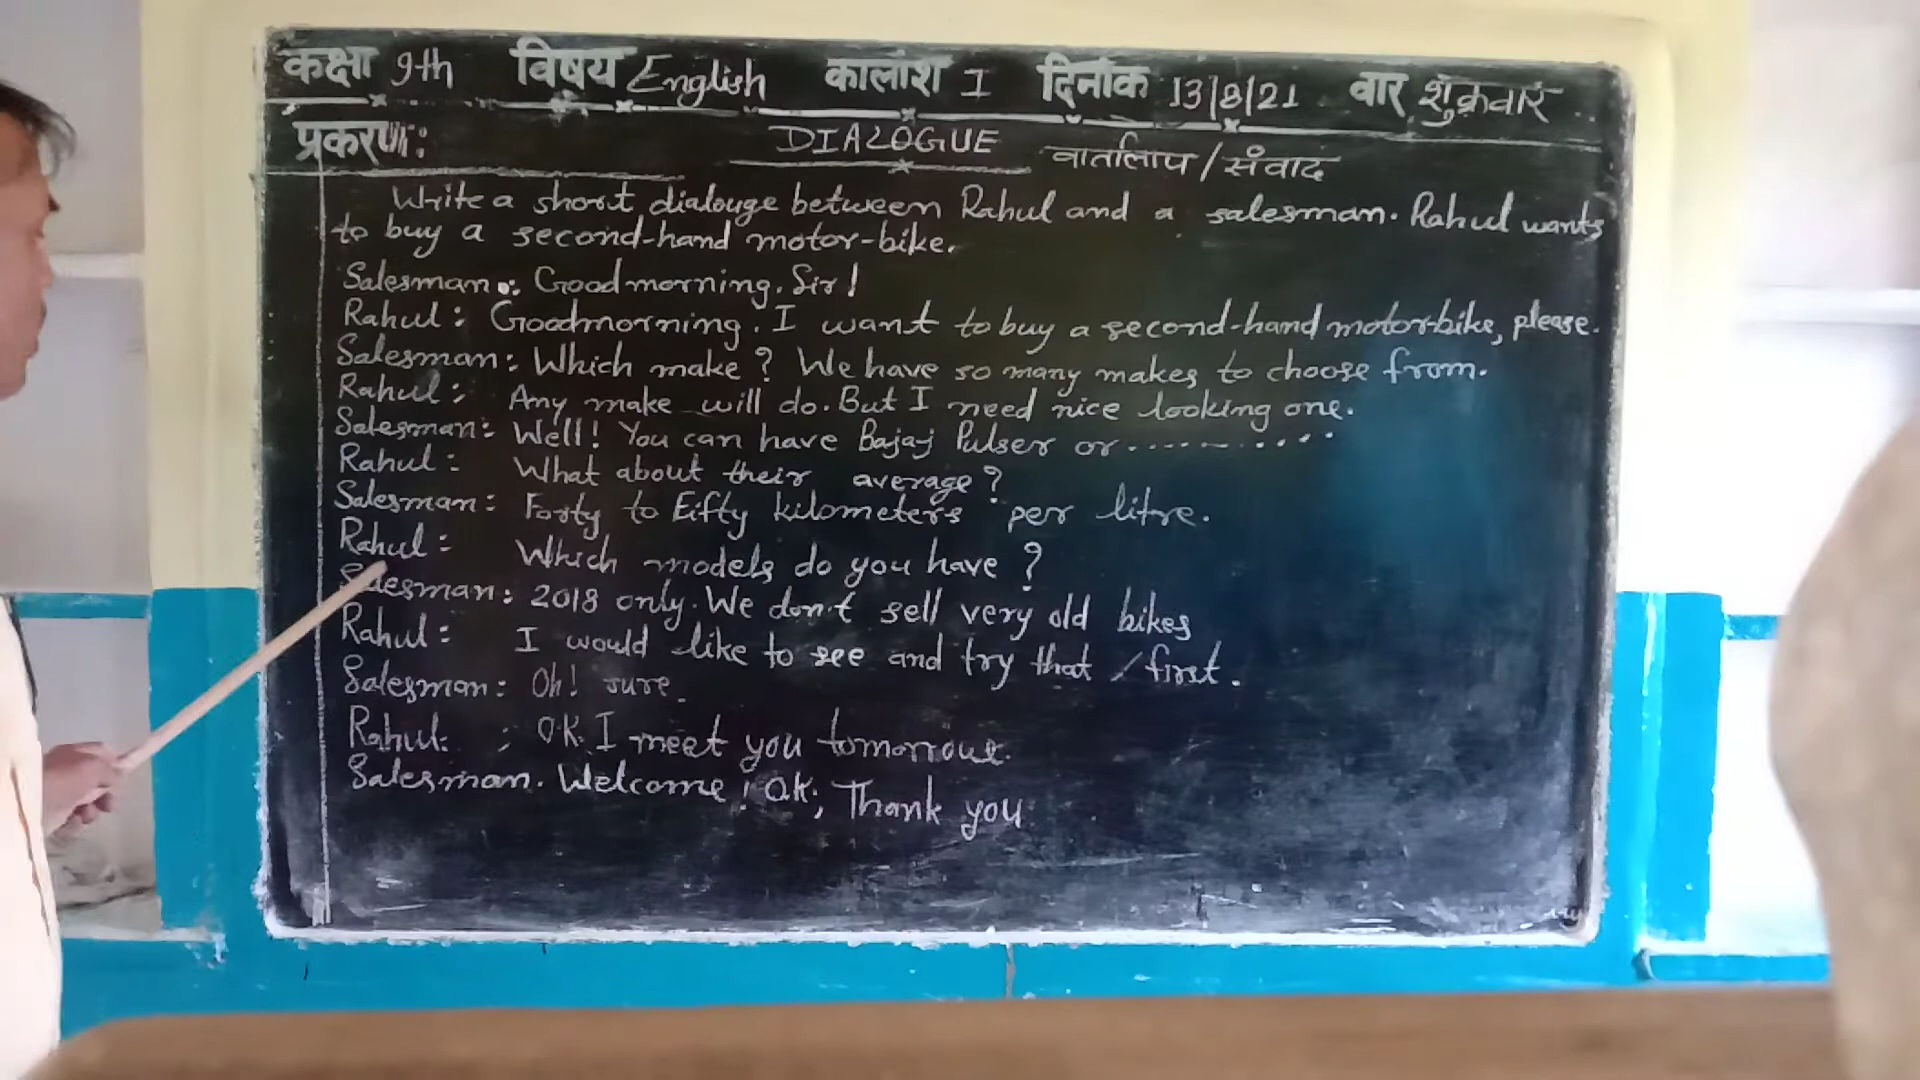 कक्षा 9th विषय English कालांश I दिनांक 13/8/21 वार शुक्रवार
प्रकरण: DIALOGUE वार्तालाप/संवाद
Write a short dialouge between Rahul and a salesman. Rahul wants
to buy a second-hand motor-bike.
Salesman: Good morning. Sir!
Rahul: Goodmorning. I want to buy a second-hand motor-bike, please.
Salesman: Which make? We have so many makes to choose from.
Rahul: Any make will do. But I need nice looking one.
Salesman: Well! You can have Bajaj Pulser or ..........
Rahul: What about their average?
Salesman: Forty to Fifty kilometers per litre.
Rahul: Which models do you have?
Salesman: 2018 only. We don't sell very old bikes
Rahul: I would like to see and try that / first.
Salesman: Oh! sure.
Rahul: O.K. I meet you tomorrow.
Salesman. Welcome! OK; Thank you